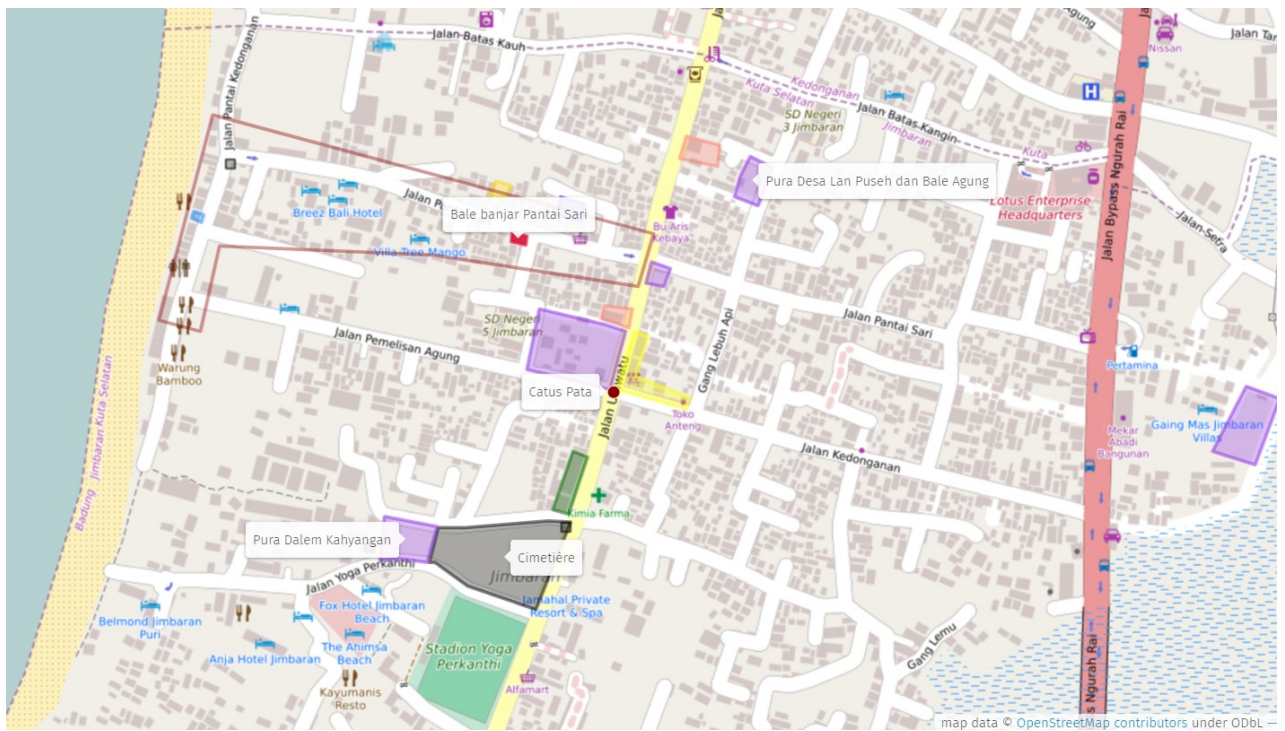 Jalan Batas Kauh
Agung
Jalan Tar
Nissan
Jalan Pantai Kedonganan
Kedonganan
Kuta Selatan
Jimbaran
SD Negeri
3 Jimbaran
Jalan Batas Kangin
Kuta
H
Jalan Bypass Ngurah Rai
Pura Desa Lan Puseh dan Bale Agung
Lotus Enterprise
Headquarters
Breez Bali Hotel
Bale banjar Pantai Sari
Bu Aris
Kebaya
Villa Tree Mango
Jalan Pemelisan Agung
SD Negeri
5 Jimbaran
Jalan Pantai Sari
Gang Lebuh Api
Pertamina
Warung
Bamboo
Badung
Jimbaran Kuta Selatan
Catus Pata
Toko
Anteng
Jalan Kedonganan
Mekar
Abadi
Bangunan
Gaing Mas Jimbaran
Villas
Kimia Farma
Pura Dalem Kahyangan
Cimetière
Jimbaran
Jalan Yoga Perkanthi
Jamahal Private
Resort & Spa
Fox Hotel Jimbaran
Beach
Belmond Jimbaran
Puri
The Ahimsa
Beach
Anja Hotel Jimbaran
Kayumanis
Resto
Stadion Yoga
Perkanthi
Alfamart
Gang Lemu
s Ngurah Rai
map data © OpenStreetMap contributors under ODbL —